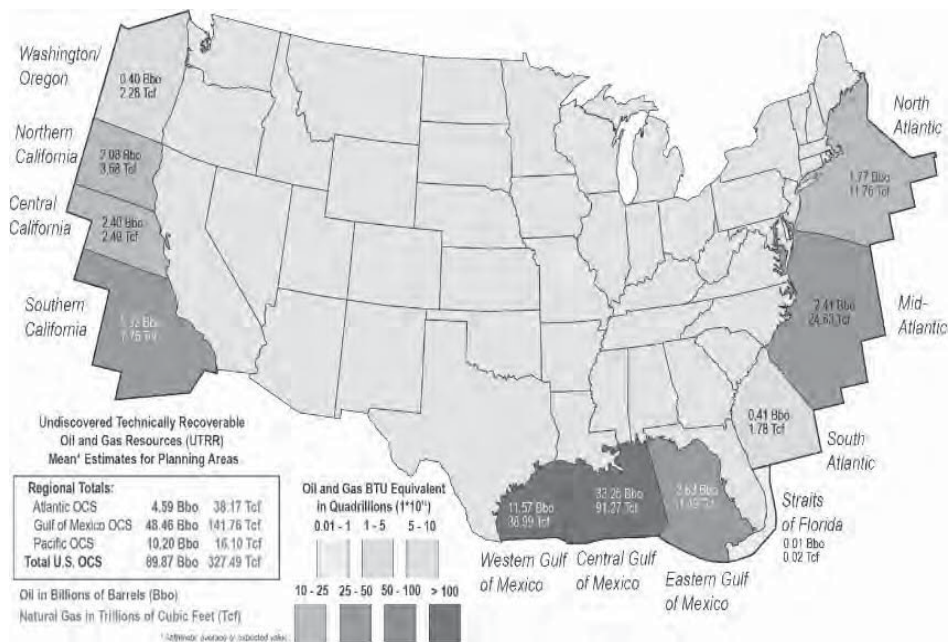 Washington/
Oregon
0.40 Bbo
2.28 Tcf
Northern
California
2.08 Bbo
3.58 Tcf
Central
California
2.40 Bbo
2.49 Tcf
Southern
California
North
Atlantic
1.77 Bbo
11.76 Tcf
Mid-
Atlantic
2.41 Bbo
24.63 Tcf
0.41 Bbo
1.78 Tcf
South
Atlantic
Straits
of Florida
0.01 Bbo
0.02 Tcf
11.57 Bbo
Tcf
Bbo
91.27 Tcf
Bbo
Tcf
Western Gulf
of Mexico
Central Gulf
of Mexico
Eastern Gulf
of Mexico
Undiscovered Technically Recoverable
Oil and Gas Resources (UTRR)
Mean* Estimates for Planning Areas
Regional Totals:
Atlantic OCS 4.59 Bbo 38.17 Tcf
Gulf of Mexico OCS 48.46 Bbo 141.76 Tcf
Pacific OCS 10.20 Bbo 16.10 Tcf
Total U.S. OCS 89.87 Bbo 327.49 Tcf
Oil in Billions of Barrels (Bbo)
Natural Gas in Trillions of Cubic Feet (Tcf)
Oil and Gas BTU Equivalent
in Quadrillions
0.01 - 1 1 - 5 5 - 10
10 - 25 25 - 50 50 - 100 > 100